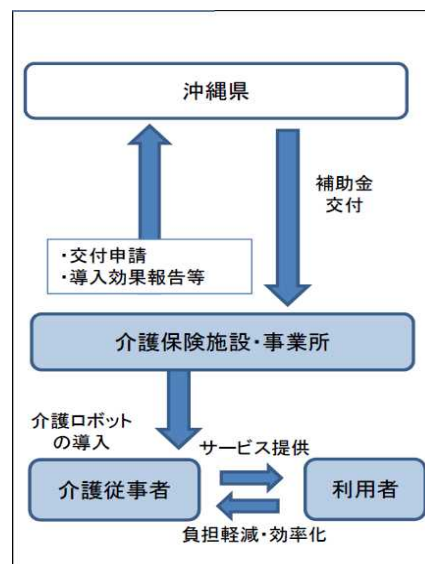 沖縄県
補助金
交付
・交付申請
・導入効果報告等
介護保険施設・事業所
介護ロボット
の導入
サービス提供
介護従事者
利用者
負担軽減・効率化